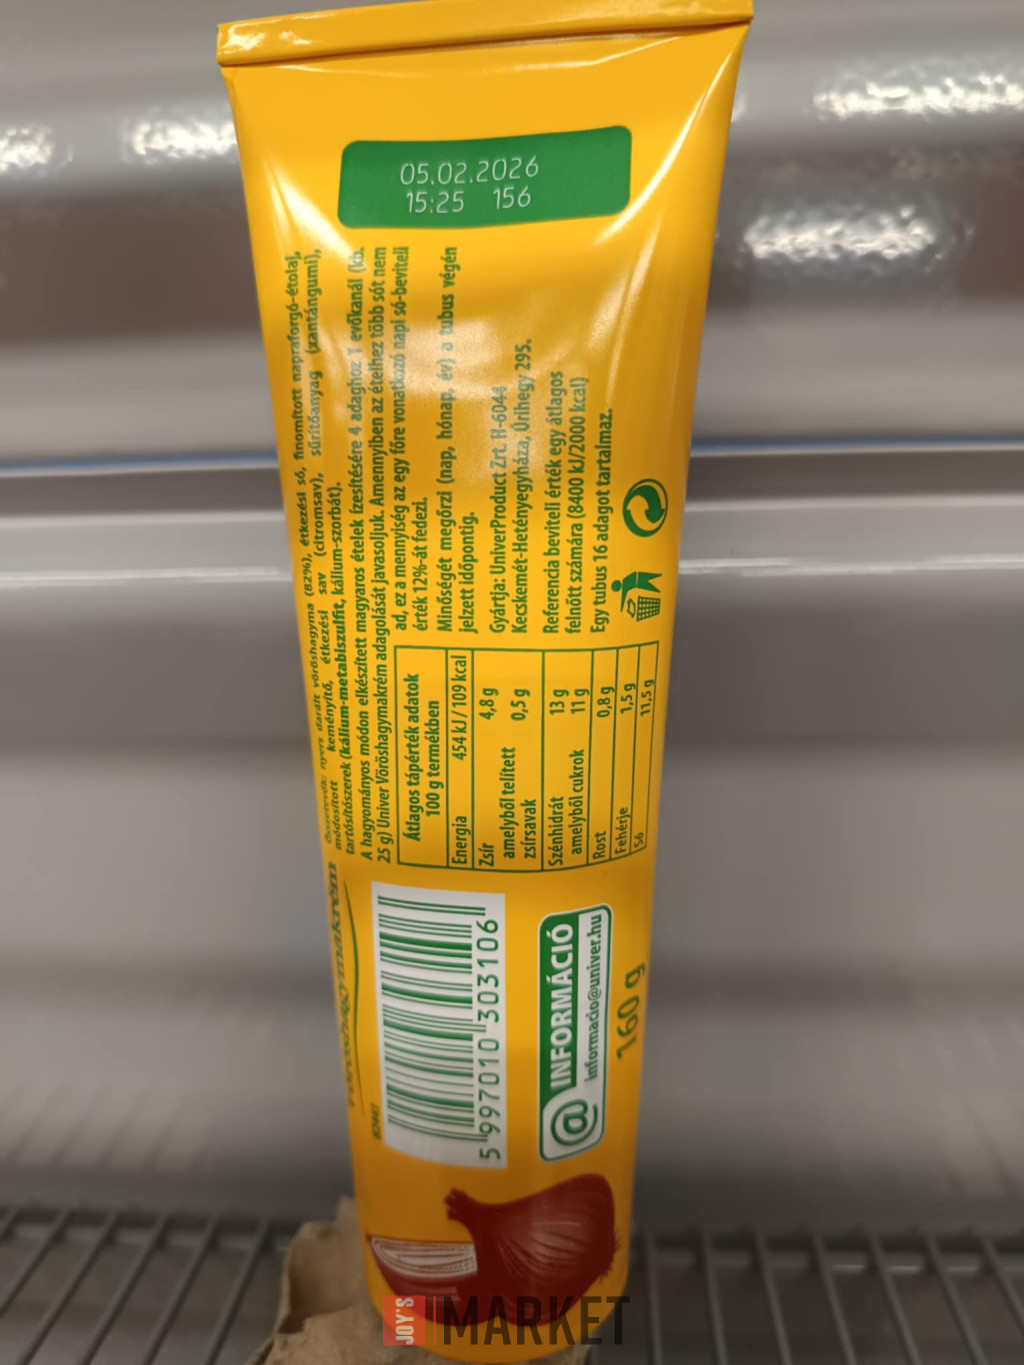 05.02.2026
15:25 156
Vöröshagymakrém
Összetevők: nyers darált vöröshagyma (82%), étkezési só, finomított napraforgó-étolaj,
módosított keményítő, étkezési sav (citromsav), sűrítőanyag (xantángumi),
tartósítószerek (kálium-metabiszulfit, kálium-szorbát).
A hagyományos módon elkészített magyaros ételek ízesítésére 4 adaghoz 1 evőkanál (kb.
25 g) Univer Vöröshagymakrém adagolását javasoljuk. Amennyiben az ételhez több sót nem
ad, ez a mennyiség az egy főre vonatkozó napi só-beviteli
érték 12%-át fedezi.
Minőségét megőrzi (nap, hónap, év) a tubus végén
jelzett időpontig.
Gyártja: UniverProduct Zrt. H-6044
Kecskemét-Hetényegyháza, Úrihegy 295.
Referencia beviteli érték egy átlagos
felnőtt számára (8400 kJ/2000 kcal)
Egy tubus 16 adagot tartalmaz.
Átlagos tápérték adatok
100 g termékben
Energia 454 kJ / 109 kcal
Zsír 4,8 g
amelyből telített
zsírsavak 0,5 g
Szénhidrát 13 g
amelyből cukrok 11 g
Rost 0,8 g
Fehérje 1,5 g
Só 11,5 g
5 997010 303106
@ INFORMÁCIÓ
informacio@univer.hu
160 g
JOY'S MARKET